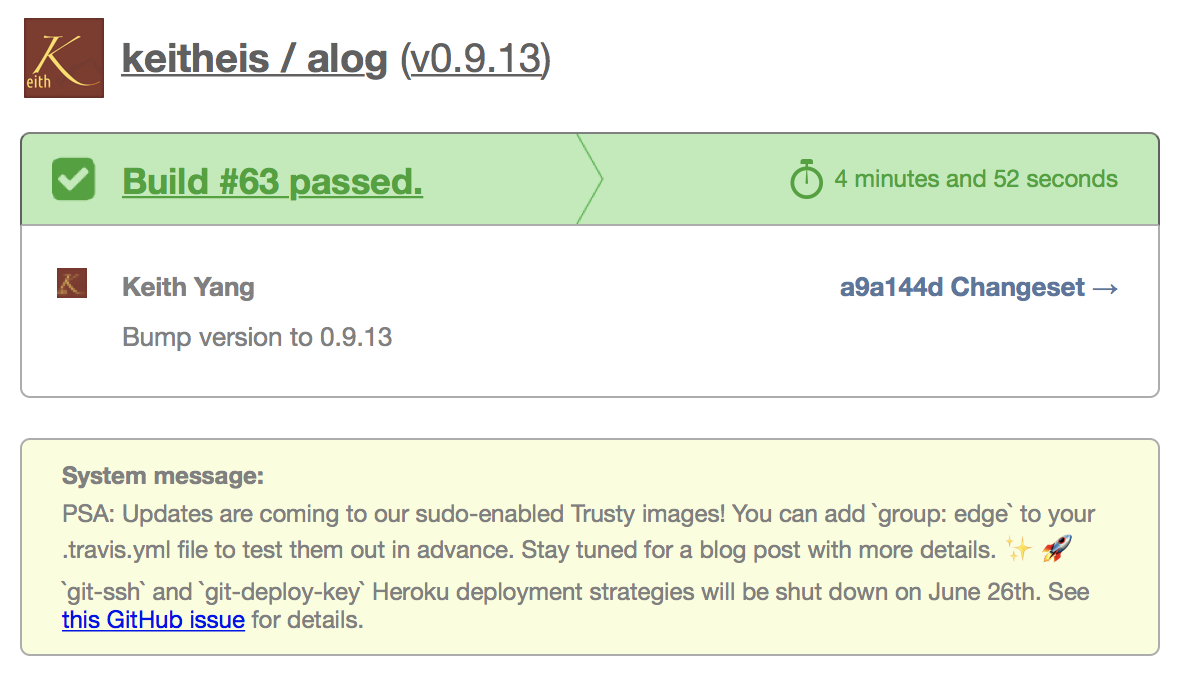 K
eith
keitheis / alog (v0.9.13)
Build #63 passed.
4 minutes and 52 seconds
K
Keith Yang
a9a144d Changeset →
Bump version to 0.9.13
System message:
PSA: Updates are coming to our sudo-enabled Trusty images! You can add `group: edge` to your
.travis.yml file to test them out in advance. Stay tuned for a blog post with more details. ✨ 🚀
`git-ssh` and `git-deploy-key` Heroku deployment strategies will be shut down on June 26th. See
this GitHub issue for details.